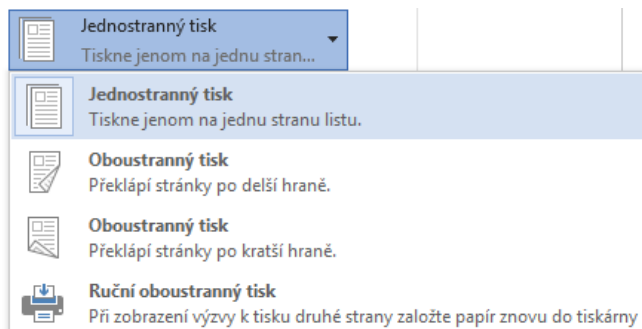 Jednostranný tisk
Tiskne jenom na jednu stran...
Jednostranný tisk
Tiskne jenom na jednu stranu listu.
Oboustranný tisk
Překlápí stránky po delší hraně.
Oboustranný tisk
Překlápí stránky po kratší hraně.
Ruční oboustranný tisk
Při zobrazení výzvy k tisku druhé strany založte papír znovu do tiskárny